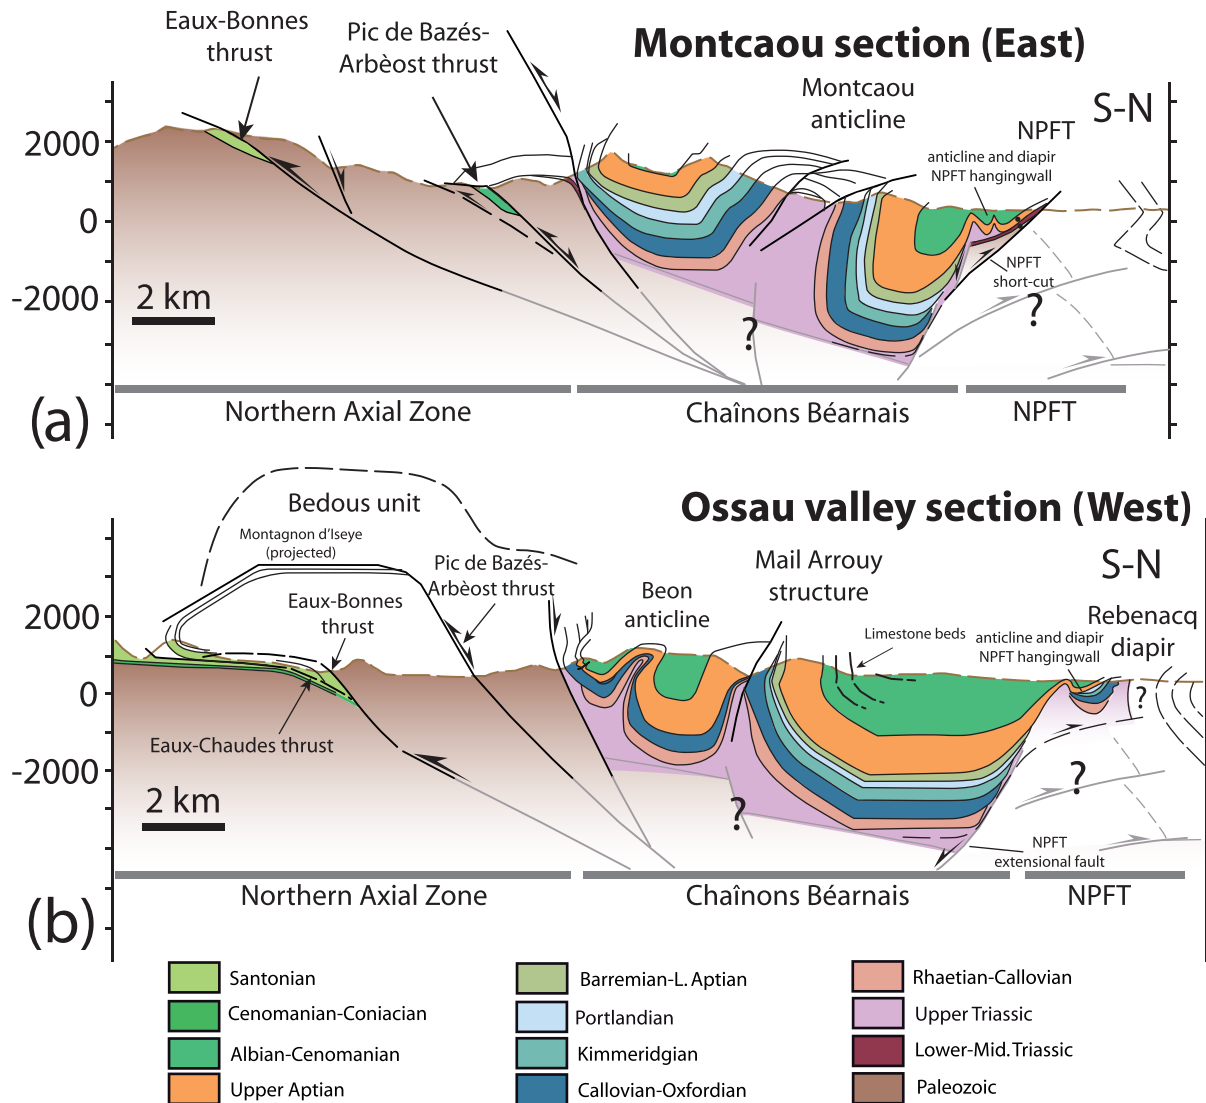 Montcaou section (East)
Eaux-Bonnes
thrust
Pic de Bazés-
Arbèost thrust
Montcaou
anticline
S-N
NPFT
anticline and diapir
NPFT hangingwall
2000
0
-2000
2 km
NPFT
short-cut
?
?
(a)
Northern Axial Zone
Chaînons Béarnais
NPFT
Ossau valley section (West)
Bedous unit
Montagnon d'Iseye
(projected)
Pic de Bazés-
Arbèost thrust
Eaux-Bonnes
thrust
Beon
anticline
Mail Arrouy
structure
S-N
Limestone beds
anticline and diapir
NPFT hangingwall
Rebenacq
diapir
2000
0
-2000
Eaux-Chaudes thrust
2 km
?
?
?
NPFT
extensional fault
(b)
Northern Axial Zone
Chaînons Béarnais
NPFT
Santonian
Cenomanian-Coniacian
Albian-Cenomanian
Upper Aptian
Barremian-L. Aptian
Portlandian
Kimmeridgian
Callovian-Oxfordian
Rhaetian-Callovian
Upper Triassic
Lower-Mid. Triassic
Paleozoic